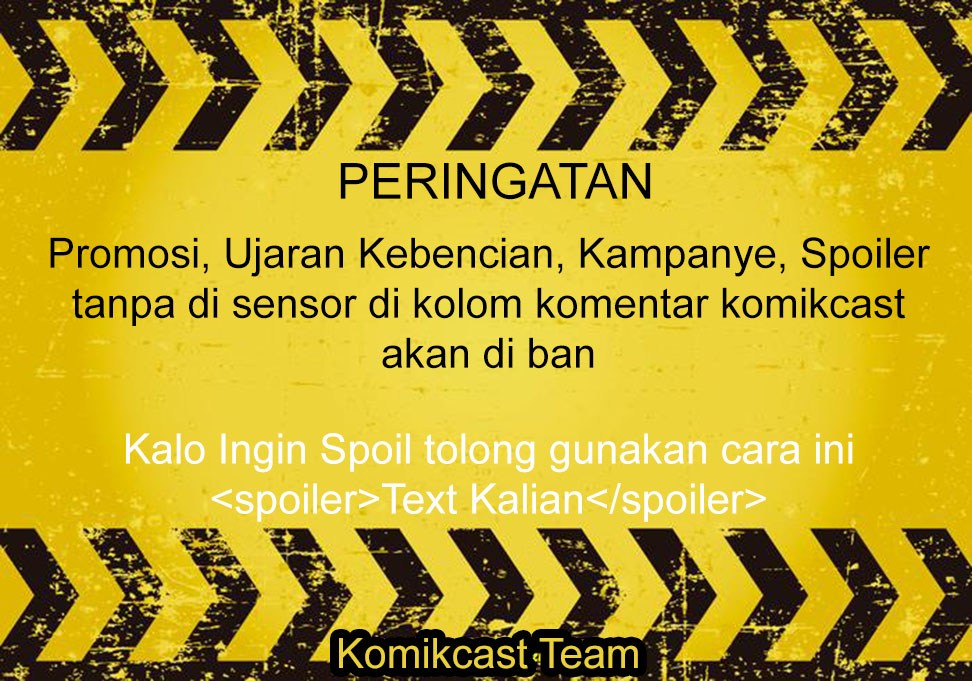 PERINGATAN
Promosi, Ujaran Kebencian, Kampanye, Spoiler
tanpa di sensor di kolom komentar komikcast
akan di ban
Kalo Ingin Spoil tolong gunakan cara ini
<spoiler>Text Kalian</spoiler>
Komikcast Team